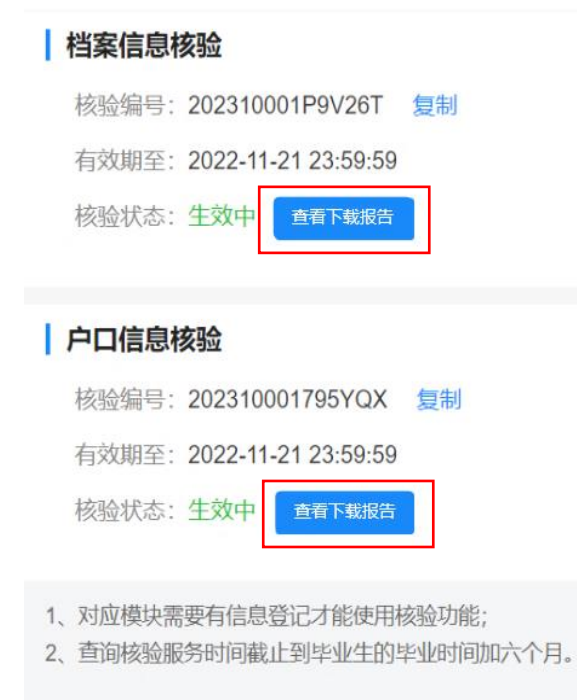 档案信息核验
核验编号：202310001P9V26T 复制
有效期至：2022-11-21 23:59:59
核验状态：生效中 查看下载报告
户口信息核验
核验编号：202310001795YQX 复制
有效期至：2022-11-21 23:59:59
核验状态：生效中 查看下载报告
1、对应模块需要有信息登记才能使用核验功能；
2、查询核验服务时间截止到毕业生的毕业时间加六个月。